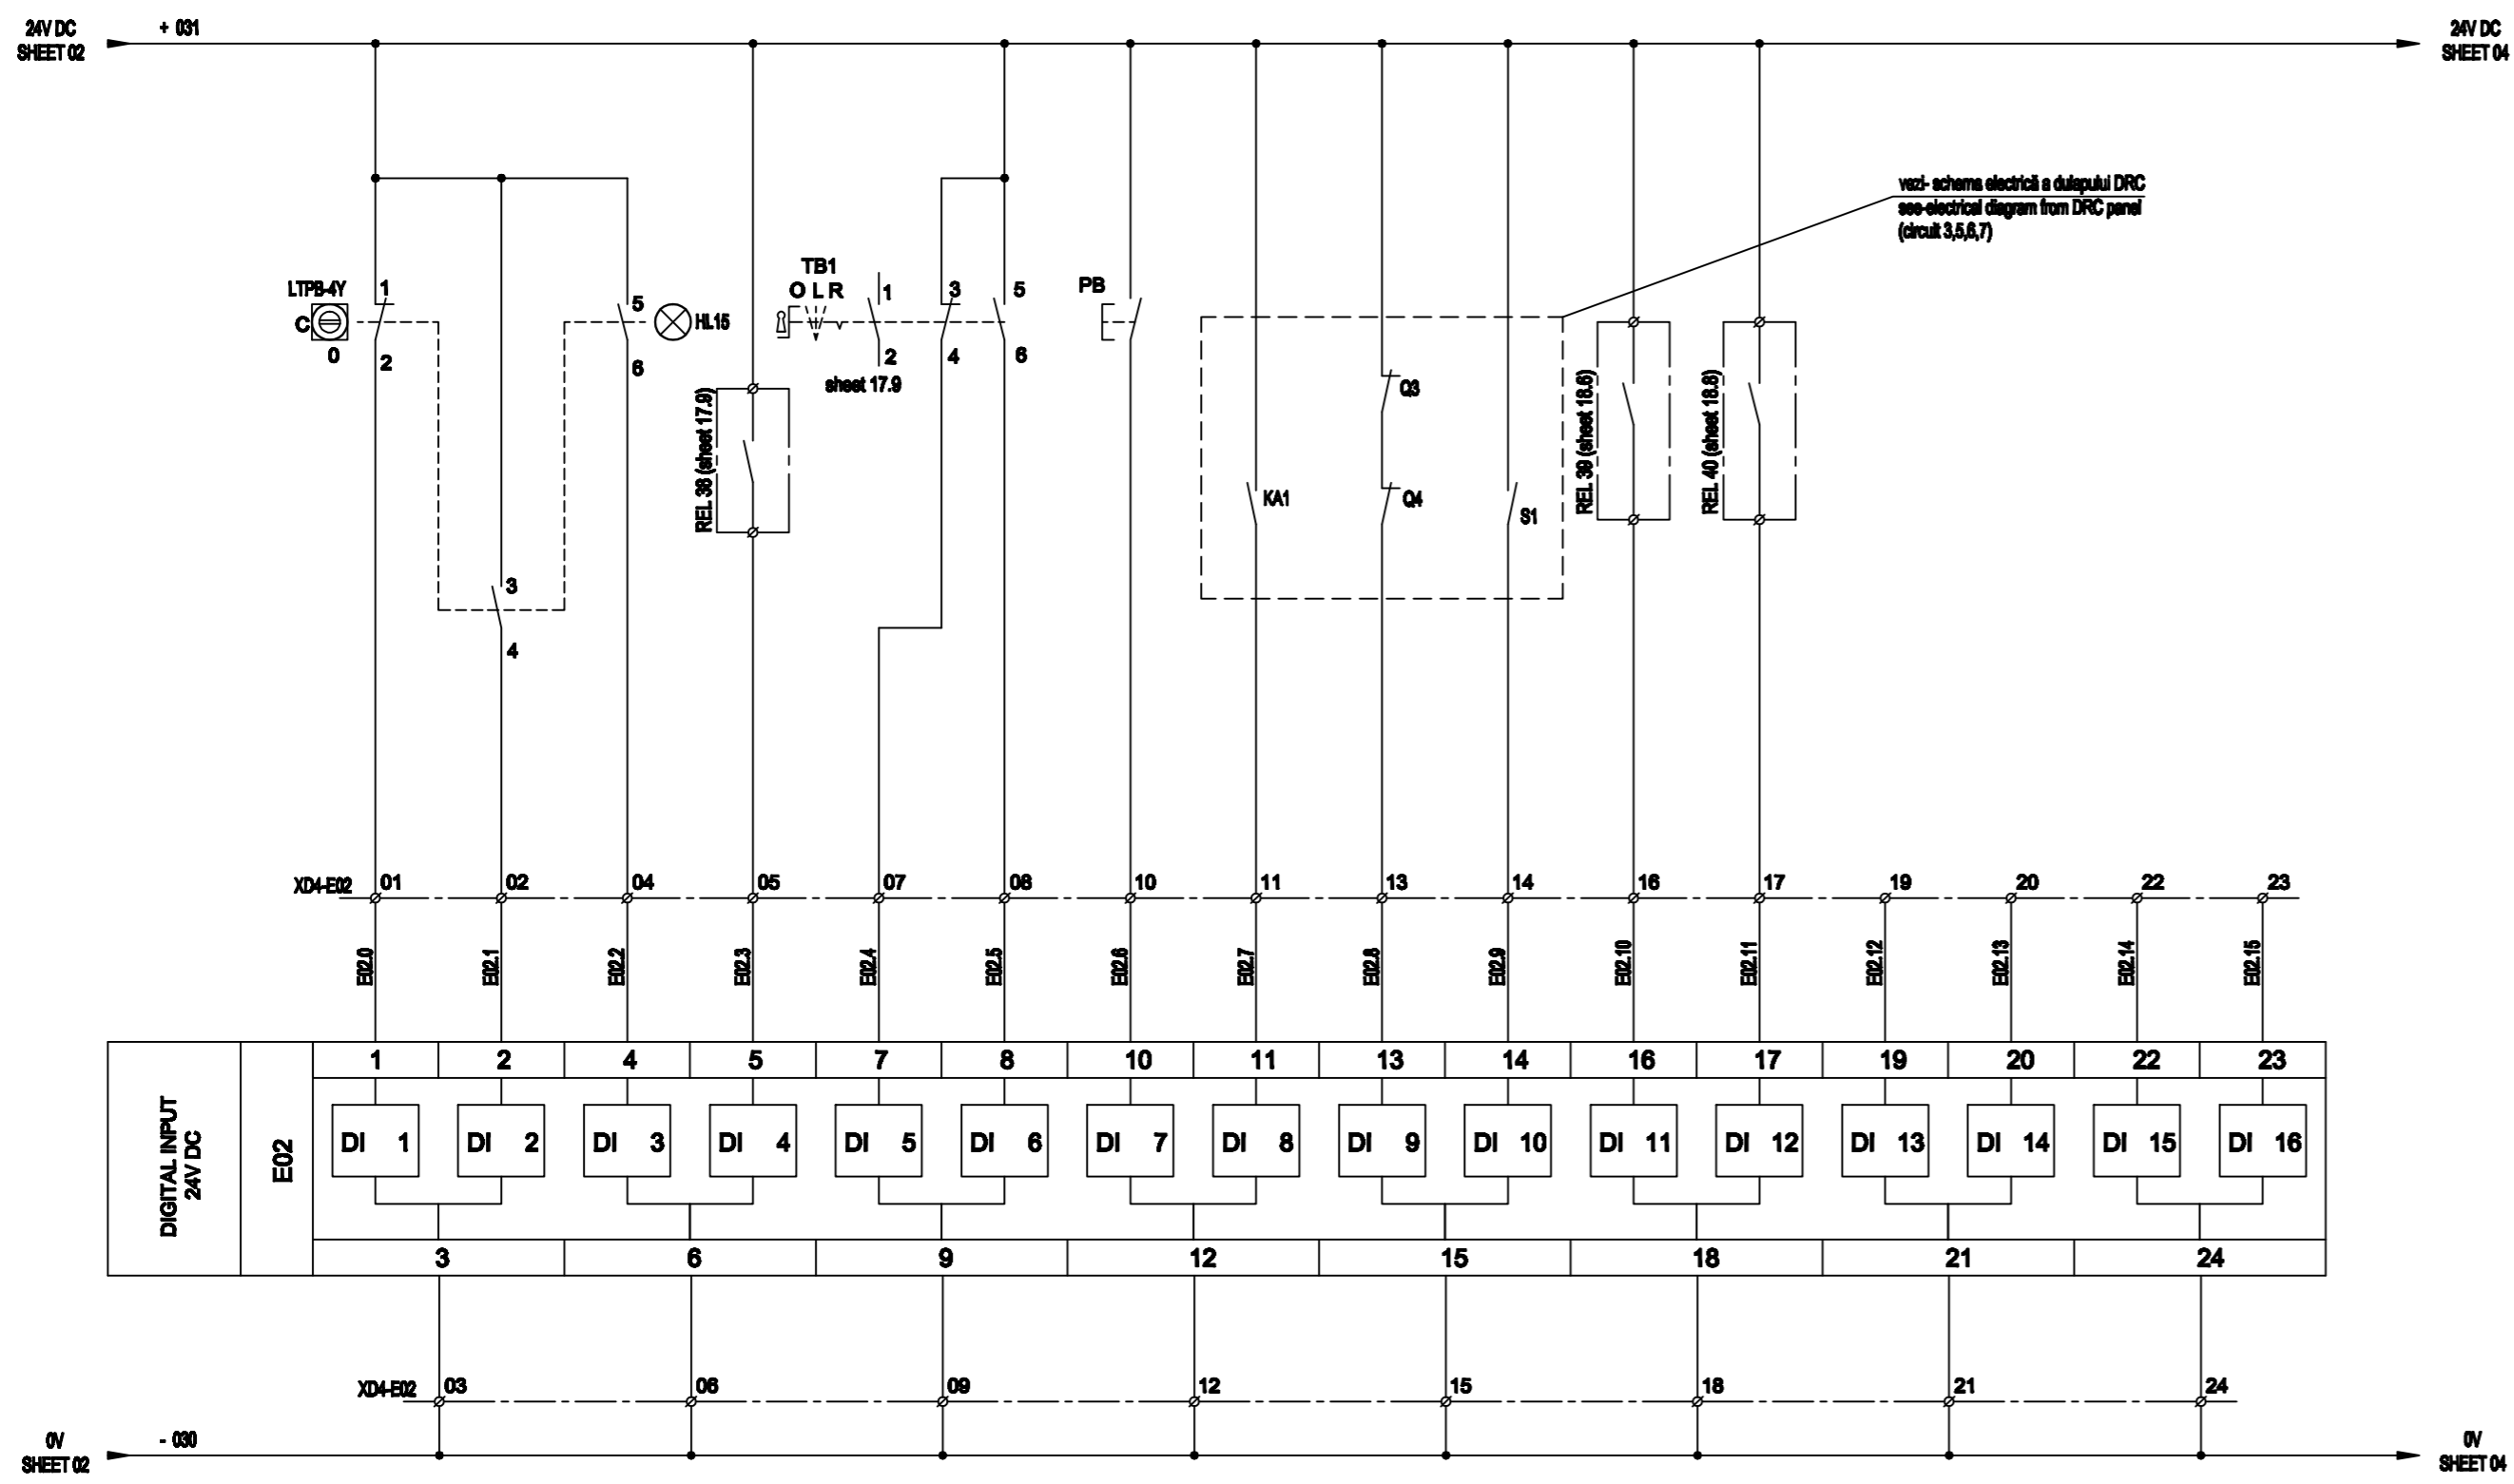 24V DC
SHEET 02
+ 031
24V DC
SHEET 04
vezi- schema electrică a dulapului DRC
see-electrical diagram from DRC panel
(circuit 3,5,6,7)
LTPB-4Y
C
0
1
2
3
4
5
6
HL15
REL 38 (sheet 17.9)
TB1
O L R
1
2
sheet 17.9
3
4
5
6
PB
KA1
Q3
Q4
S1
REL 39 (sheet 18.6)
REL 40 (sheet 18.8)
XD4-E02
01 02 04 05 07 08 10 11 13 14 16 17 19 20 22 23
E02.0 E02.1 E02.2 E02.3 E02.4 E02.5 E02.6 E02.7 E02.8 E02.9 E02.10 E02.11 E02.12 E02.13 E02.14 E02.15
DIGITAL INPUT
24V DC
E02
1 2 4 5 7 8 10 11 13 14 16 17 19 20 22 23
DI 1 DI 2 DI 3 DI 4 DI 5 DI 6 DI 7 DI 8 DI 9 DI 10 DI 11 DI 12 DI 13 DI 14 DI 15 DI 16
3 6 9 12 15 18 21 24
XD4-E02
03 06 09 12 15 18 21 24
0V
SHEET 02
- 030
0V
SHEET 04